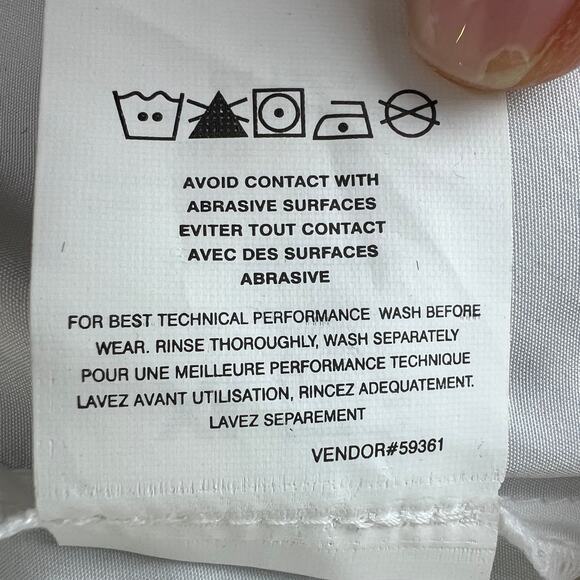 AVOID CONTACT WITH
ABRASIVE SURFACES
EVITER TOUT CONTACT
AVEC DES SURFACES
ABRASIVE
FOR BEST TECHNICAL PERFORMANCE WASH BEFORE
WEAR. RINSE THOROUGHLY, WASH SEPARATELY
POUR UNE MEILLEURE PERFORMANCE TECHNIQUE
LAVEZ AVANT UTILISATION, RINCEZ ADEQUATEMENT.
LAVEZ SEPAREMENT
VENDOR#59361